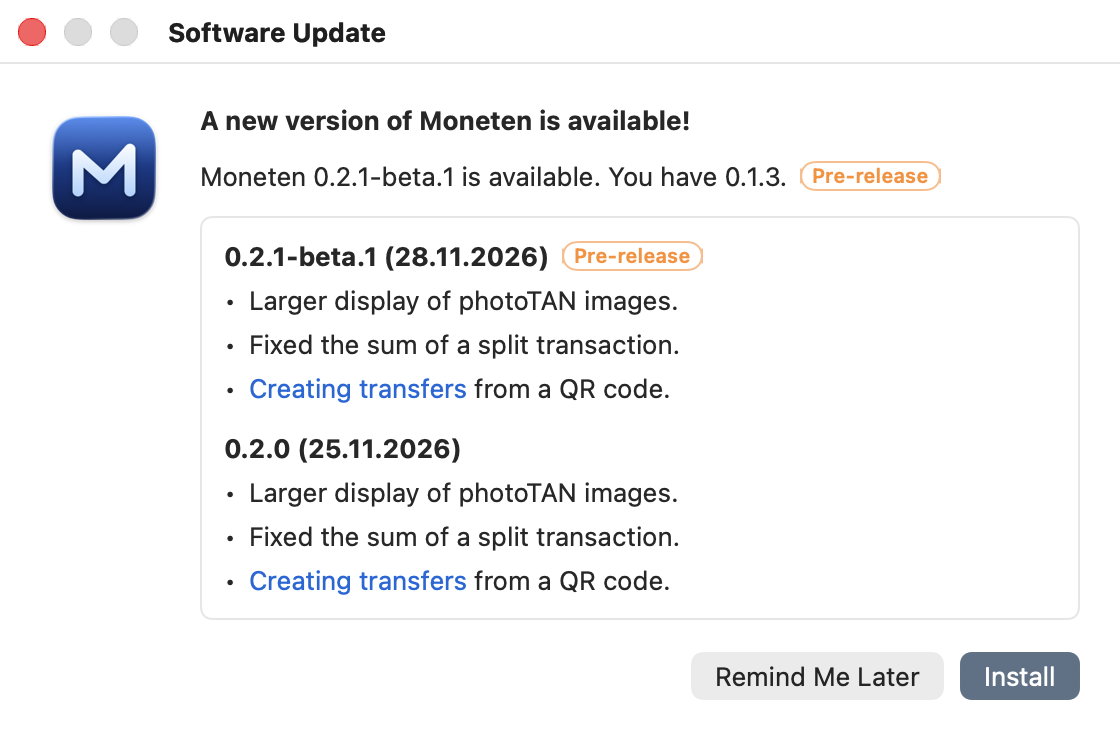 Software Update
M
A new version of Moneten is available!
Moneten 0.2.1-beta.1 is available. You have 0.1.3. Pre-release
0.2.1-beta.1 (28.11.2026) Pre-release
• Larger display of photoTAN images.
• Fixed the sum of a split transaction.
• Creating transfers from a QR code.
0.2.0 (25.11.2026)
• Larger display of photoTAN images.
• Fixed the sum of a split transaction.
• Creating transfers from a QR code.
Remind Me Later Install